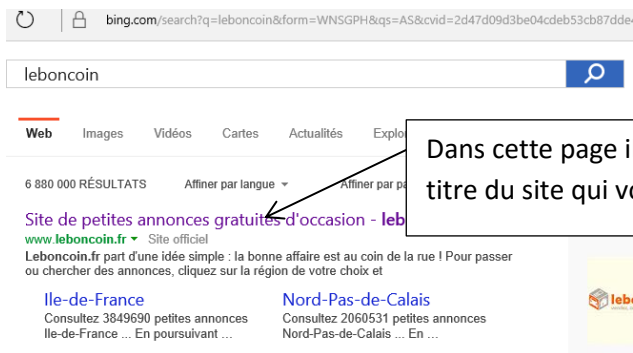 bing.com/search?q=leboncoin&form=WNSGPH&qs=AS&cvid=2d47d09d3be04cdeb53cb87dde4
leboncoin
Web Images Vidéos Cartes Actualités Explor
6 880 000 RÉSULTATS Affiner par langue Affiner par pa
Dans cette page i
titre du site qui vo
Site de petites annonces gratuites d'occasion - leb
www.leboncoin.fr Site officiel
Leboncoin.fr part d'une idée simple : la bonne affaire est au coin de la rue ! Pour passer
ou chercher des annonces, cliquez sur la région de votre choix et
Ile-de-France
Consultez 3849690 petites annonces
Ile-de-France ... En poursuivant ...
Nord-Pas-de-Calais
Consultez 2060531 petites annonces
Nord-Pas-de-Calais ... En ...
lebo